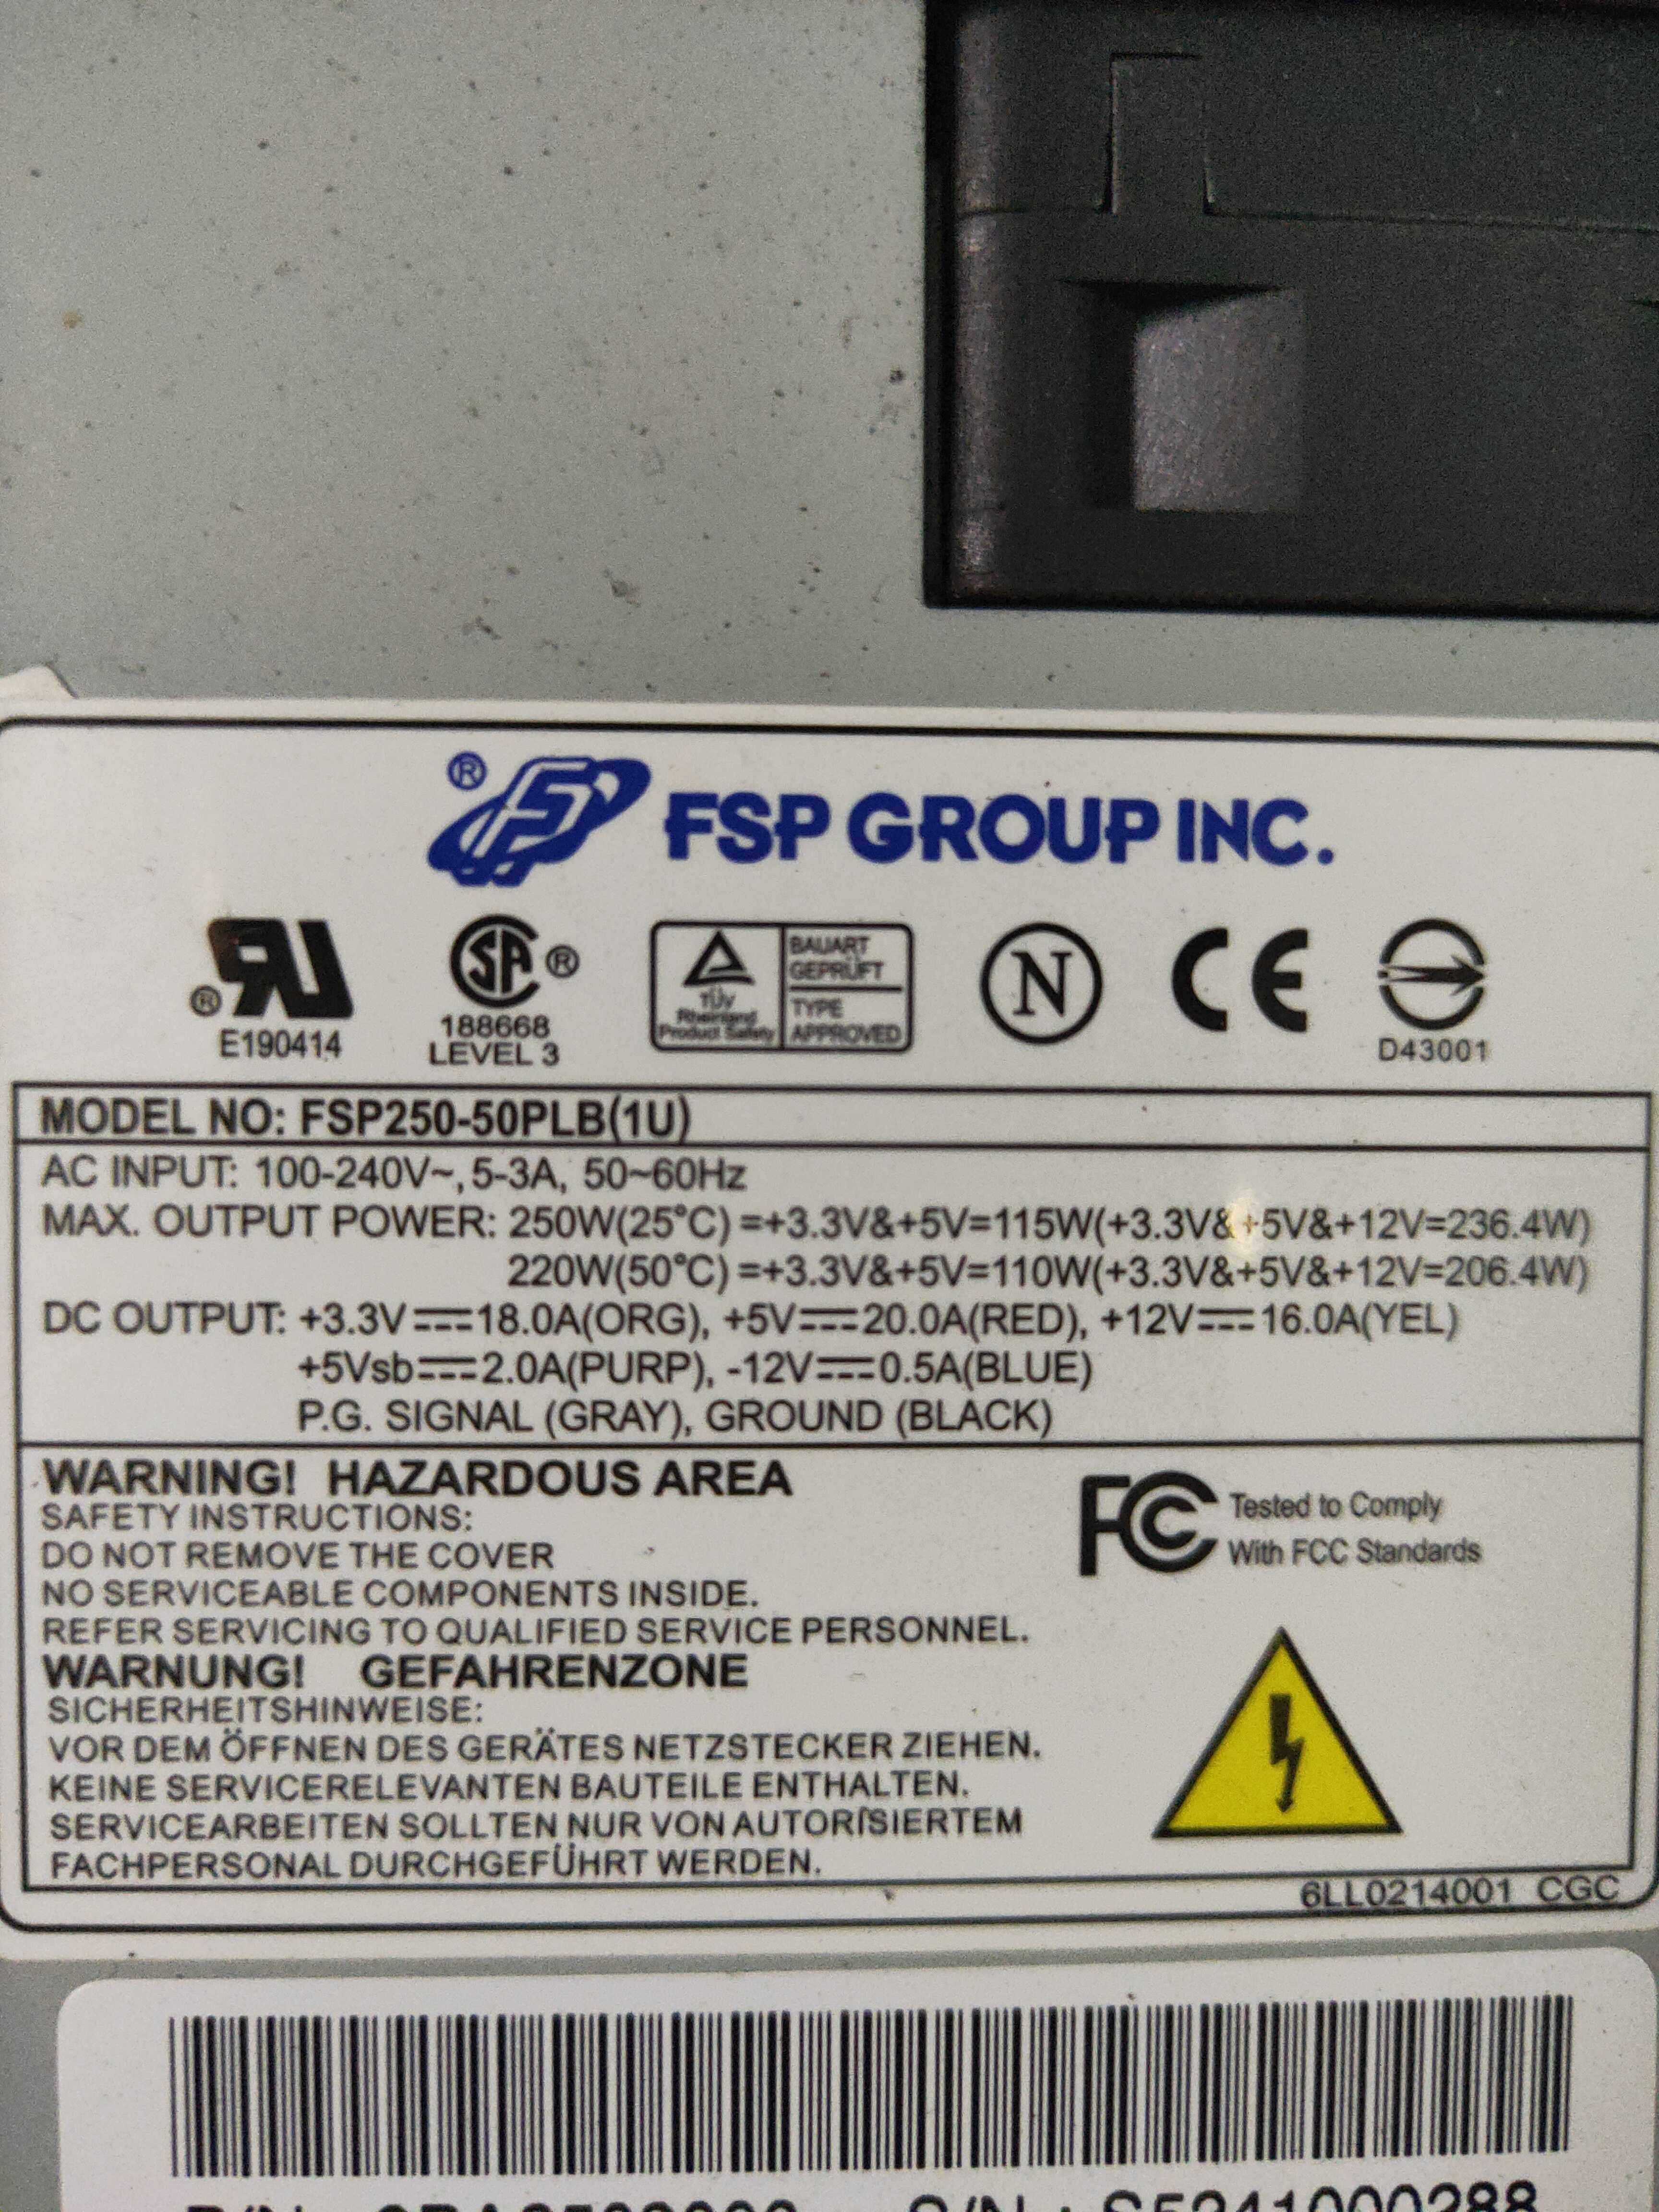 ® FSP FSP GROUP INC.
® RU SA ® N CE
TÜV Rheinland Product Safety
BAUART GEPRÜFT
TYPE APPROVED
E190414 188668 D43001
LEVEL 3
MODEL NO: FSP250-50PLB(1U)
AC INPUT: 100-240V~, 5-3A, 50~60Hz
MAX. OUTPUT POWER: 250W(25°C) =+3.3V&+5V=115W(+3.3V&+5V&+12V=236.4W)
220W(50°C) =+3.3V&+5V=110W(+3.3V&+5V&+12V=206.4W)
DC OUTPUT: +3.3V⎓18.0A(ORG), +5V⎓20.0A(RED), +12V⎓16.0A(YEL)
+5Vsb⎓2.0A(PURP), -12V⎓0.5A(BLUE)
P.G. SIGNAL (GRAY), GROUND (BLACK)
WARNING! HAZARDOUS AREA
SAFETY INSTRUCTIONS:
DO NOT REMOVE THE COVER
NO SERVICEABLE COMPONENTS INSIDE.
REFER SERVICING TO QUALIFIED SERVICE PERSONNEL.
FC Tested to Comply
With FCC Standards
WARNUNG! GEFAHRENZONE
SICHERHEITSHINWEISE:
VOR DEM ÖFFNEN DES GERÄTES NETZSTECKER ZIEHEN.
KEINE SERVICERELEVANTEN BAUTEILE ENTHALTEN.
SERVICEARBEITEN SOLLTEN NUR VON AUTORISIERTEM
FACHPERSONAL DURCHGEFÜHRT WERDEN.
6LL0214001 CGC